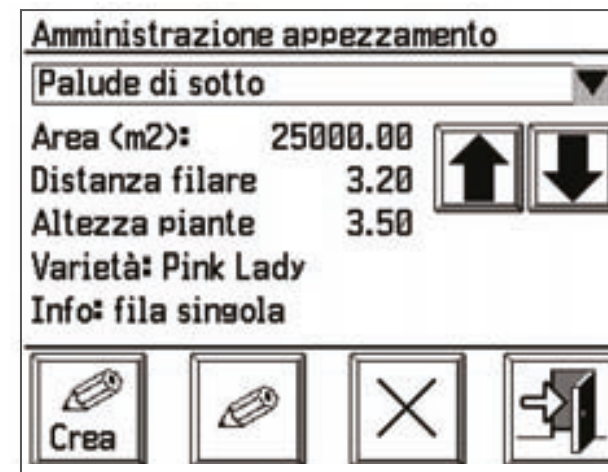 Amministrazione appezzamento
Palude di sotto
Area (m2): 25000.00
Distanza filare 3.20
Altezza piante 3.50
Varietà: Pink Lady
Info: fila singola
Crea